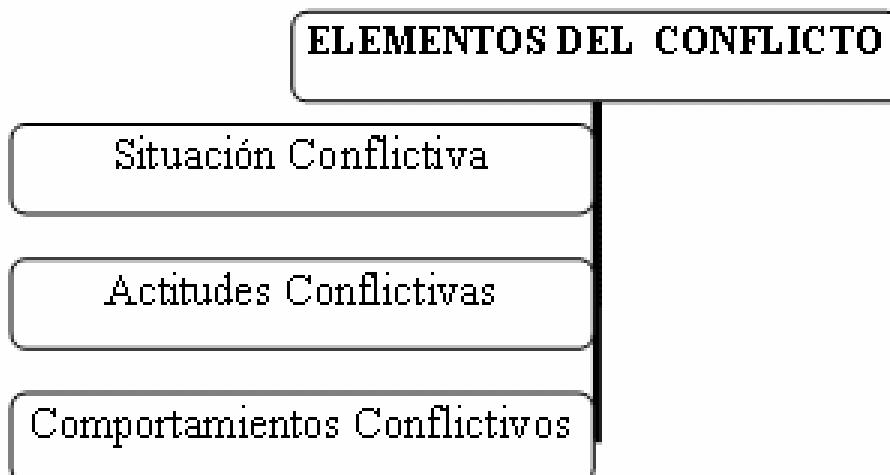 ELEMENTOS DEL CONFLICTO
Situación Conflictiva
Actitudes Conflictivas
Comportamientos Conflictivos